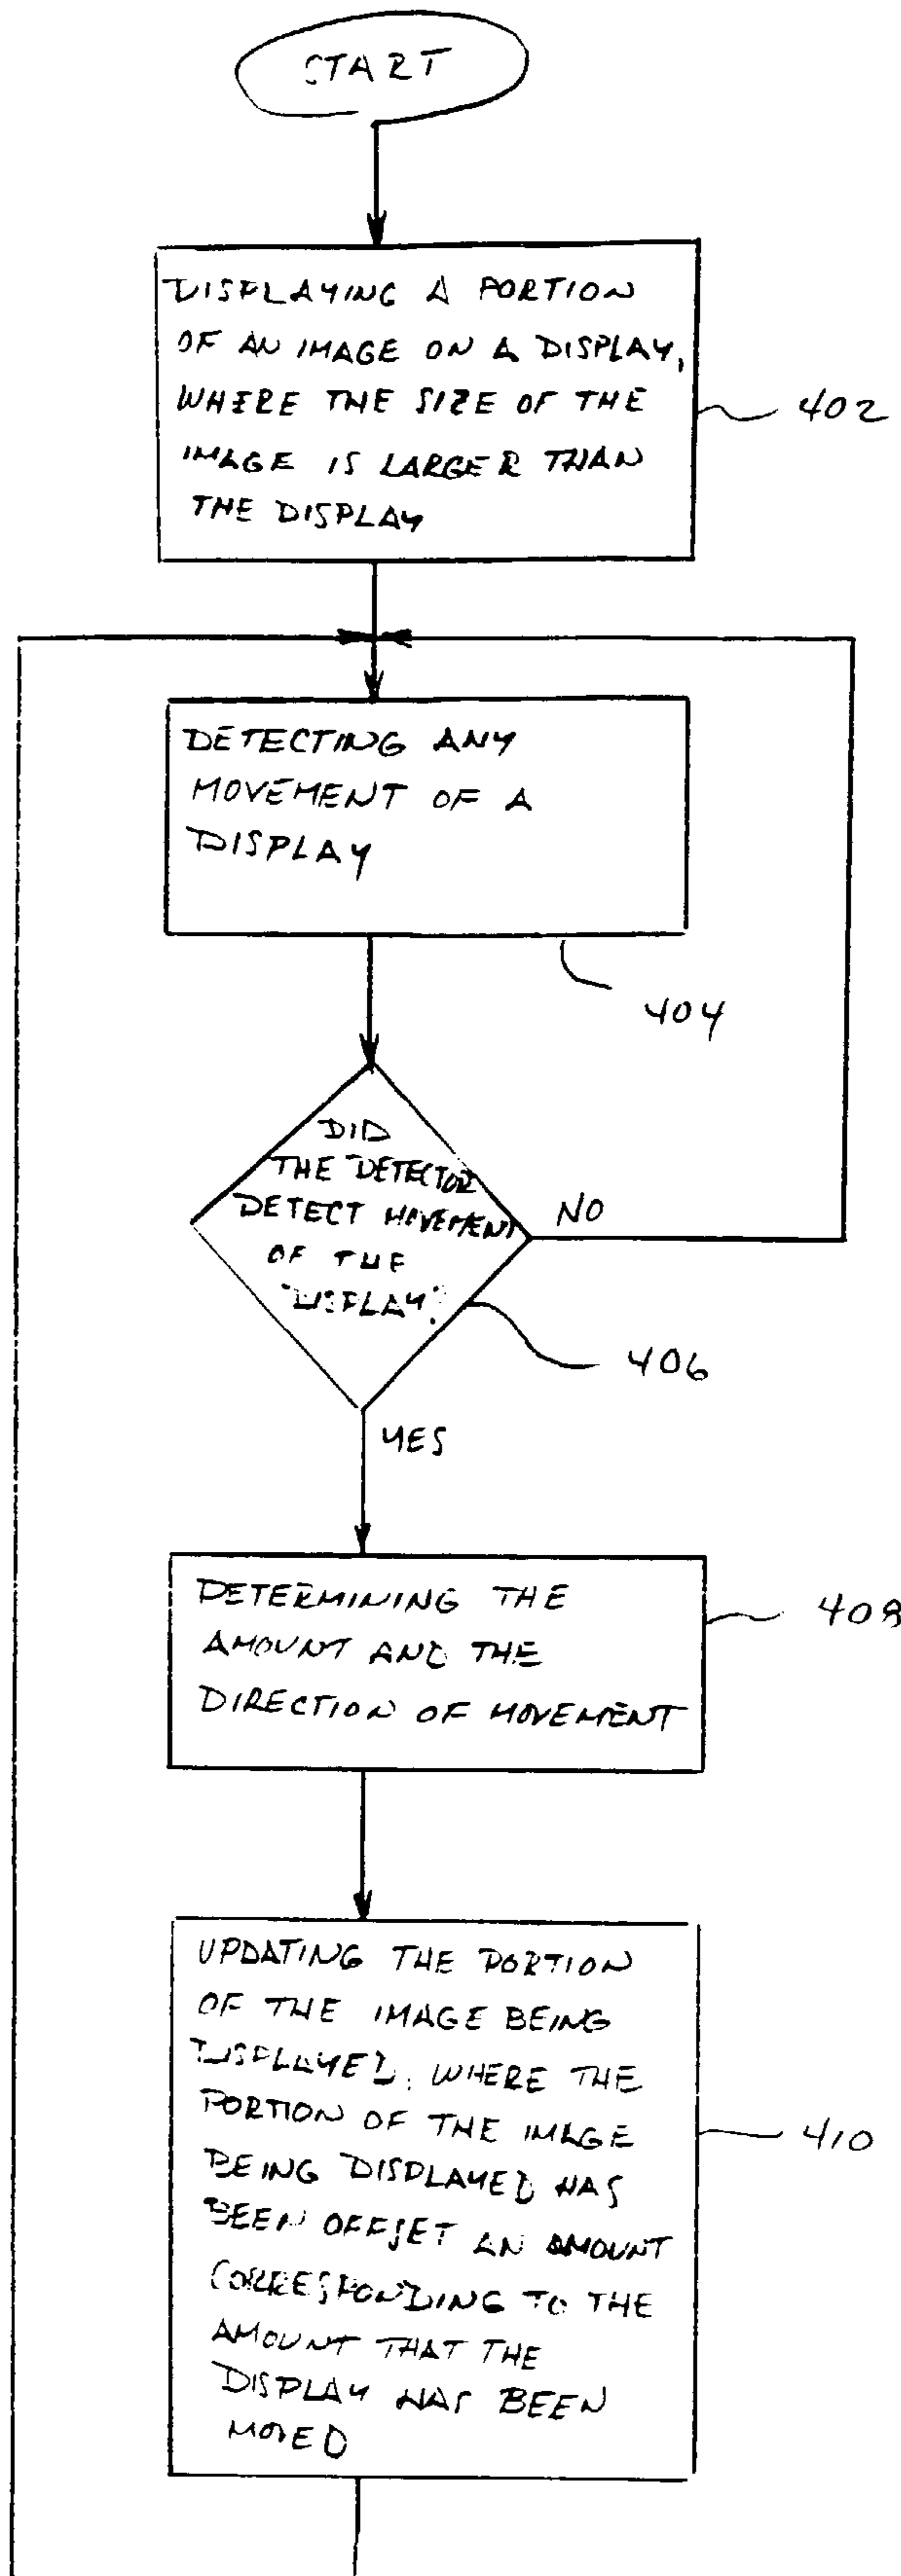 START
DISPLAYING A PORTION
OF AN IMAGE ON A DISPLAY,
WHERE THE SIZE OF THE
IMAGE IS LARGER THAN
THE DISPLAY
402
DETECTING ANY
MOVEMENT OF A
DISPLAY
404
DID
THE DETECTOR
DETECT MOVEMENT
OF THE
DISPLAY?
NO
406
YES
DETERMINING THE
AMOUNT AND THE
DIRECTION OF MOVEMENT
408
UPDATING THE PORTION
OF THE IMAGE BEING
DISPLAYED, WHERE THE
PORTION OF THE IMAGE
BEING DISPLAYED HAS
BEEN OFFSET AN AMOUNT
CORRESPONDING TO THE
AMOUNT THAT THE
DISPLAY HAS BEEN
MOVED
410